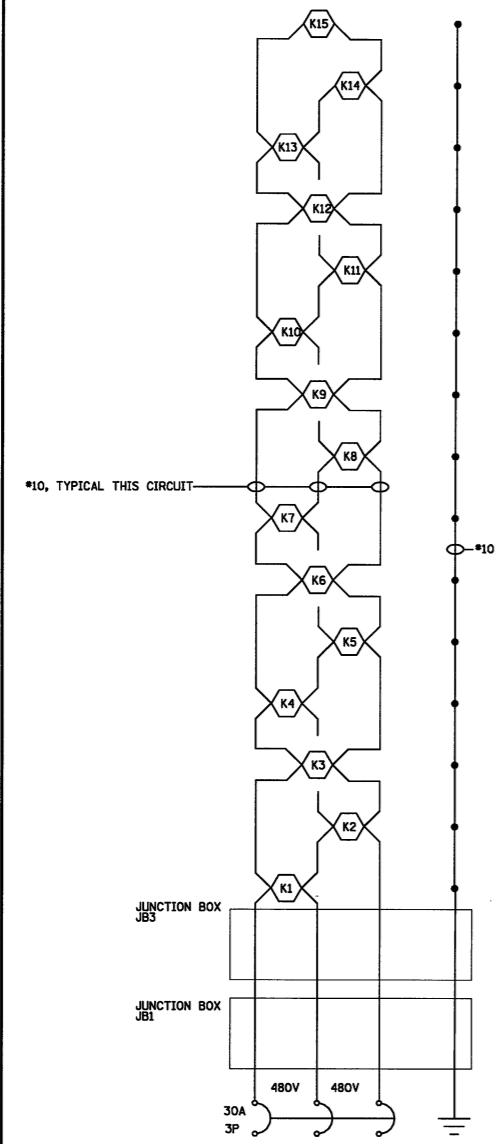 K15
K14
K13
K12
K11
K10
K9
K8
*10, TYPICAL THIS CIRCUIT
K7
*10
K6
K5
K4
K3
K2
K1
JUNCTION BOX
JB3
JUNCTION BOX
JB1
480V 480V
30A
3P